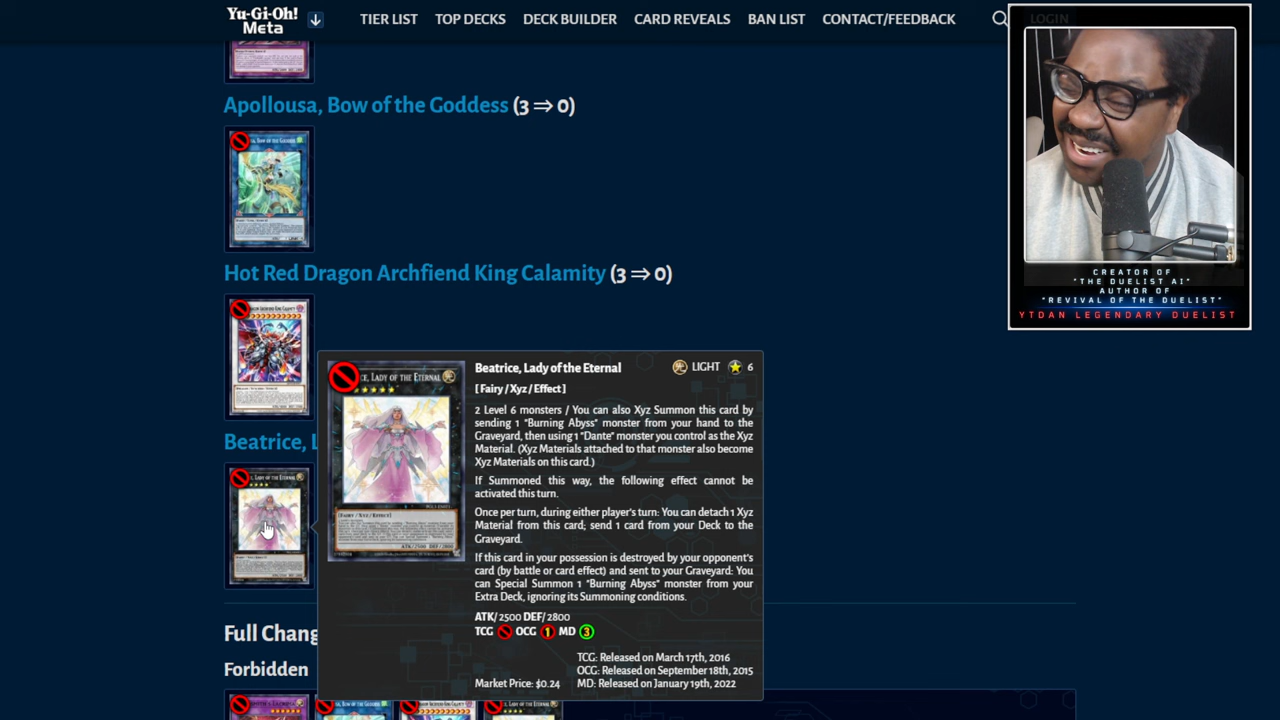 Yu-Gi-Oh! META
TIER LIST
TOP DECKS
DECK BUILDER
CARD REVEALS
BAN LIST
CONTACT/FEEDBACK
LOGIN
Apollousa, Bow of the Goddess (3 ⇒ 0)
Hot Red Dragon Archfiend King Calamity (3 ⇒ 0)
Beatrice, L
Full Chang
Forbidden
CE, LADY OF THE ETERNAL
Beatrice, Lady of the Eternal
LIGHT
6
[ Fairy / Xyz / Effect ]
2 Level 6 monsters / You can also Xyz Summon this card by
sending 1 "Burning Abyss" monster from your hand to the
Graveyard, then using 1 "Dante" monster you control as the Xyz
Material. (Xyz Materials attached to that monster also become
Xyz Materials on this card.)
If Summoned this way, the following effect cannot be
activated this turn.
Once per turn, during either player's turn: You can detach 1 Xyz
Material from this card; send 1 card from your Deck to the
Graveyard.
If this card in your possession is destroyed by your opponent's
card (by battle or card effect) and sent to your Graveyard: You
can Special Summon 1 "Burning Abyss" monster from your
Extra Deck, ignoring its Summoning conditions.
ATK/ 2500 DEF/ 2800
TCG OCG 1 MD 3
TCG: Released on March 17th, 2016
OCG: Released on September 18th, 2015
Market Price: $0.24
MD: Released on January 19th, 2022
CREATOR OF
"THE DUELIST AI"
AUTHOR OF
"REVIVAL OF THE DUELIST"
YTDAN LEGENDARY DUELIST